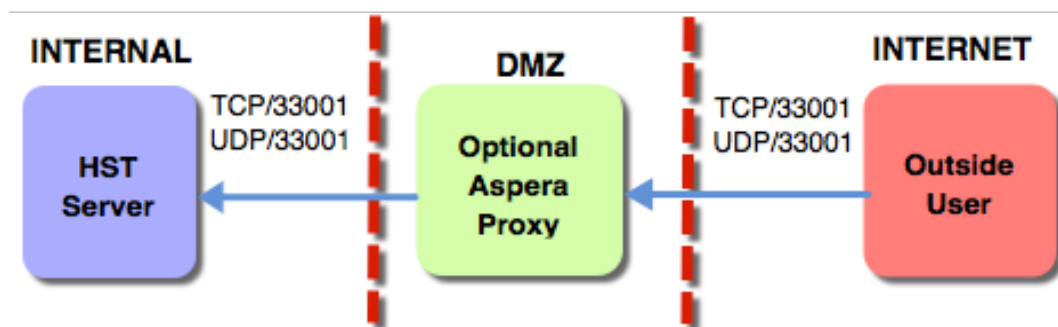 INTERNAL
DMZ
INTERNET
TCP/33001
UDP/33001
TCP/33001
UDP/33001
HST
Server
Optional
Aspera
Proxy
Outside
User